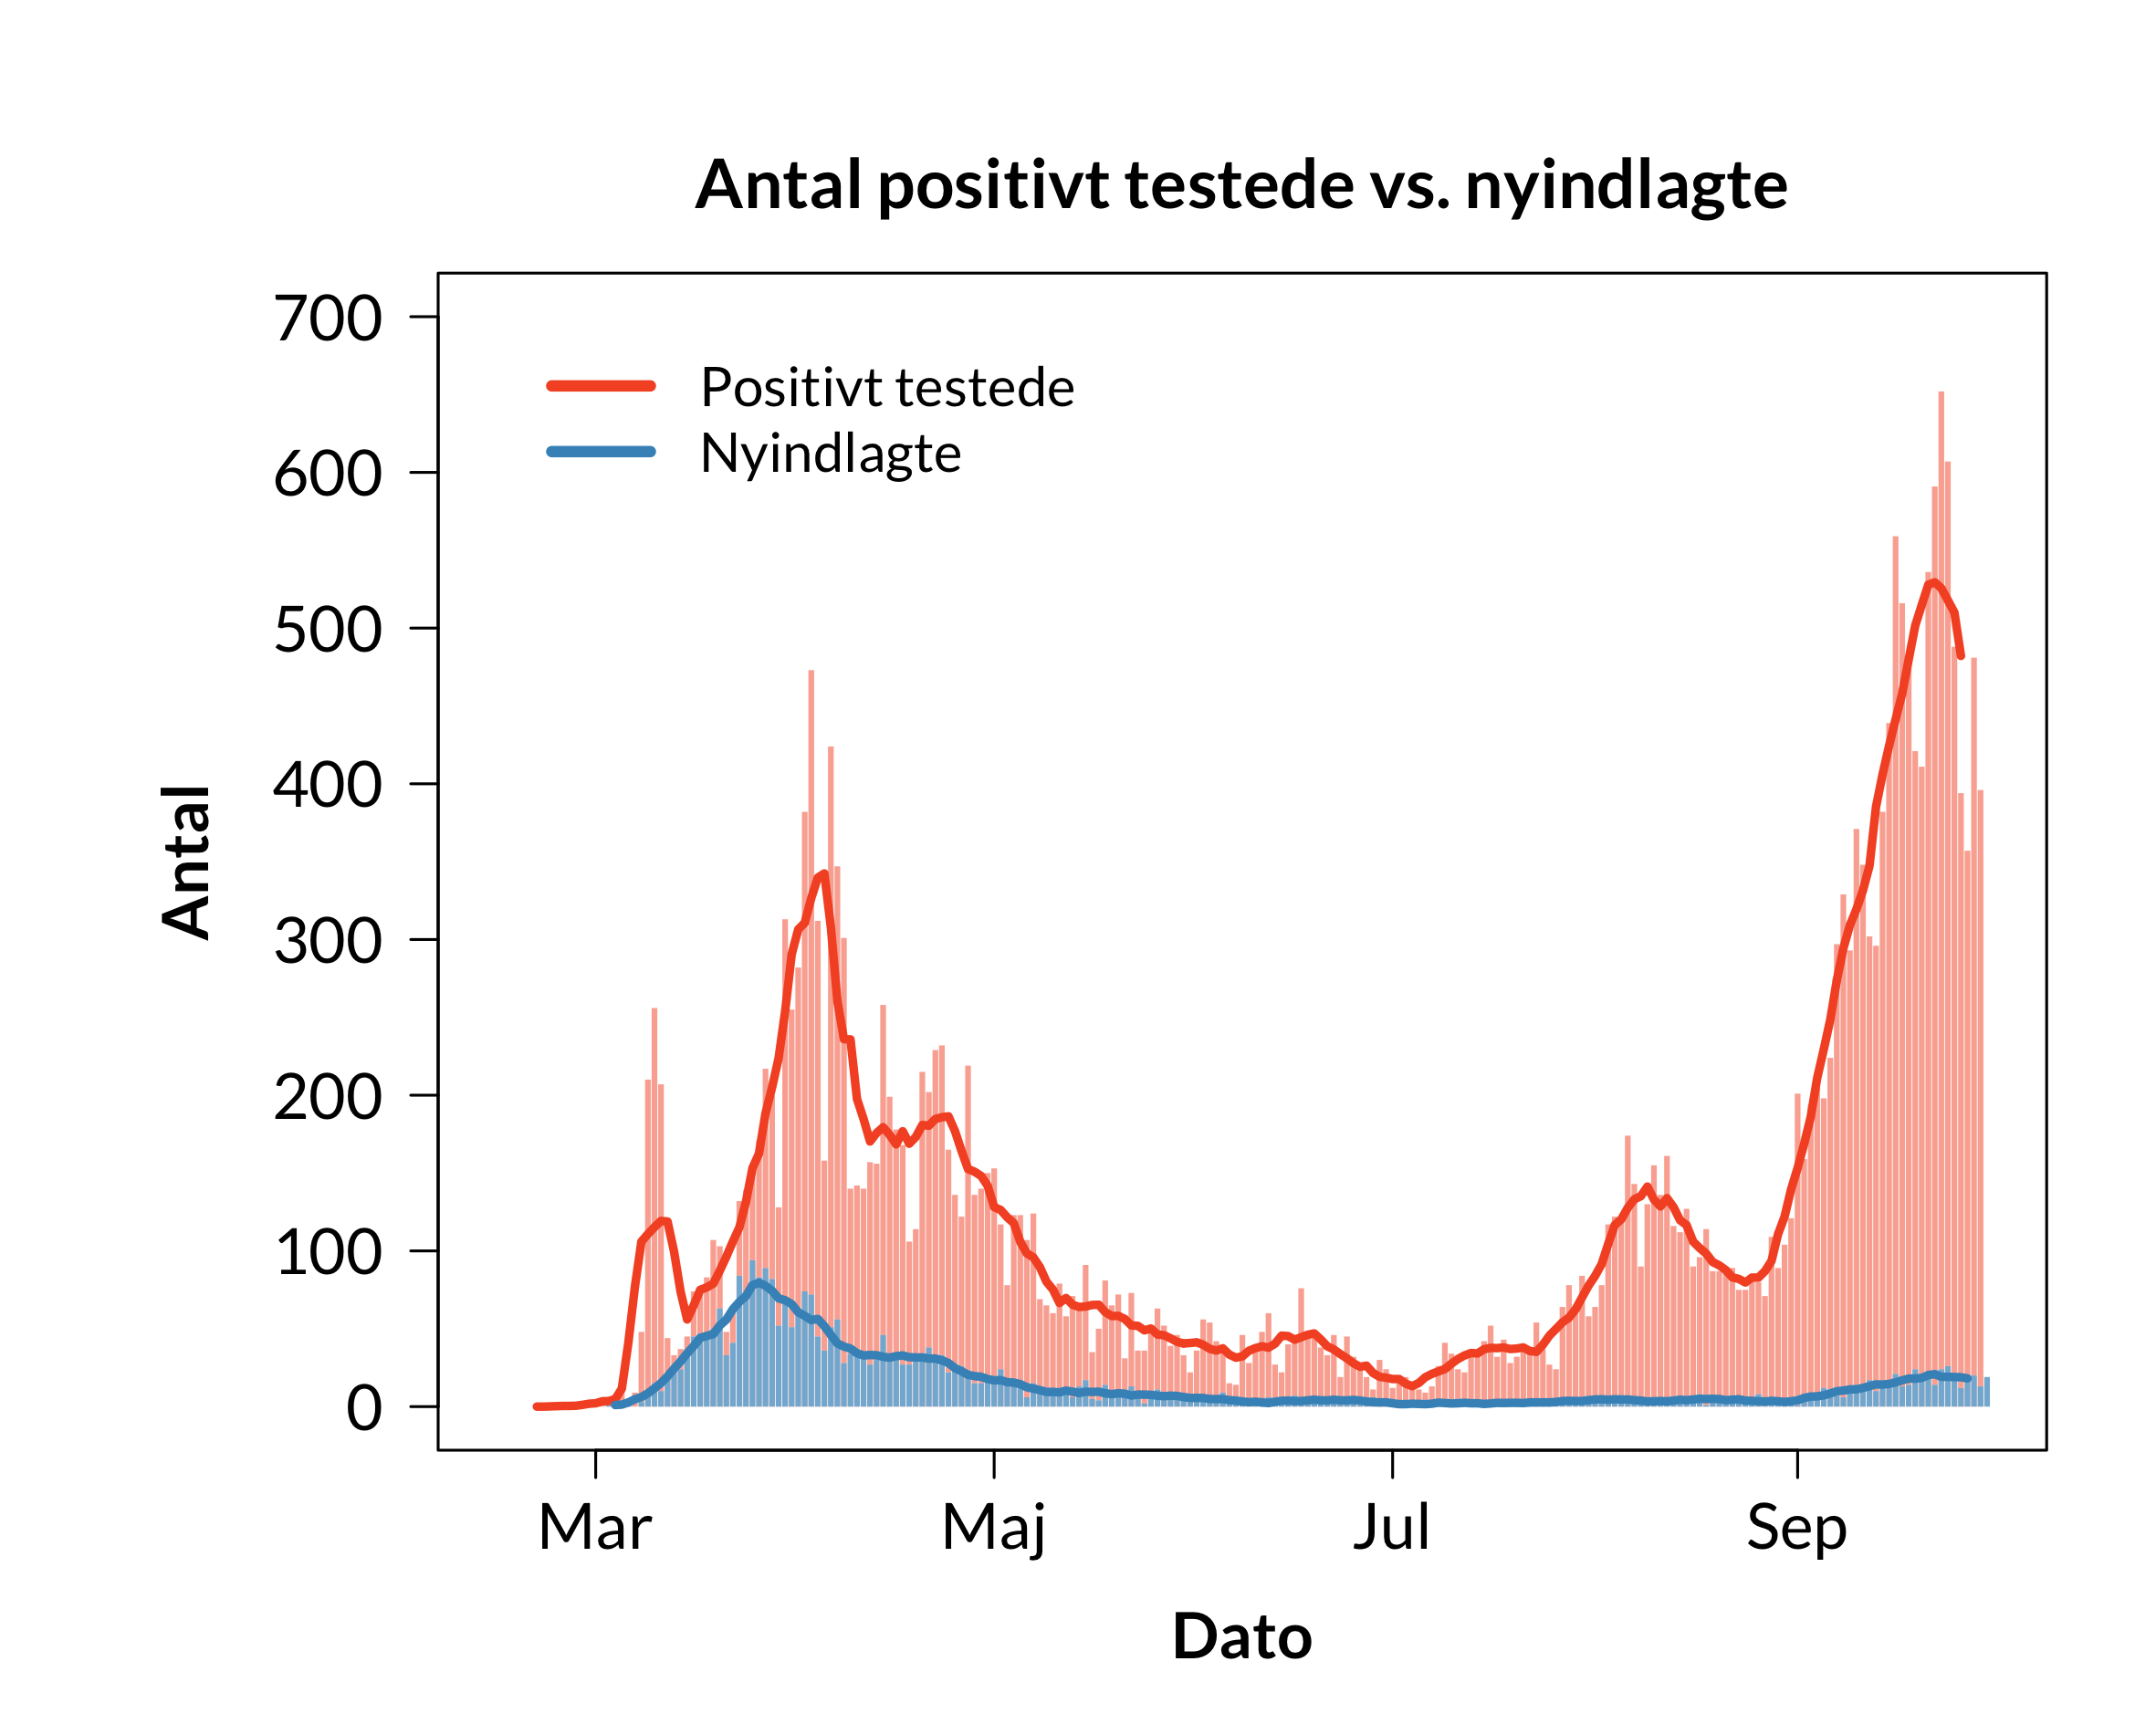 Antal positivt testede vs. nyindlagte
700
600
500
400
300
200
100
0
Antal
Positivt testede
Nyindlagte
Mar
Maj
Jul
Sep
Dato